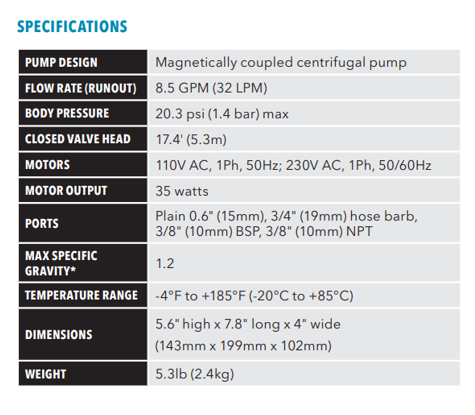 SPECIFICATIONS
PUMP DESIGN Magnetically coupled centrifugal pump
FLOW RATE (RUNOUT) 8.5 GPM (32 LPM)
BODY PRESSURE 20.3 psi (1.4 bar) max
CLOSED VALVE HEAD 17.4' (5.3m)
MOTORS 110V AC, 1Ph, 50Hz; 230V AC, 1Ph, 50/60Hz
MOTOR OUTPUT 35 watts
PORTS Plain 0.6" (15mm), 3/4" (19mm) hose barb,
3/8" (10mm) BSP, 3/8" (10mm) NPT
MAX SPECIFIC
GRAVITY* 1.2
TEMPERATURE RANGE -4°F to +185°F (-20°C to +85°C)
DIMENSIONS 5.6" high x 7.8" long x 4" wide
(143mm x 199mm x 102mm)
WEIGHT 5.3lb (2.4kg)